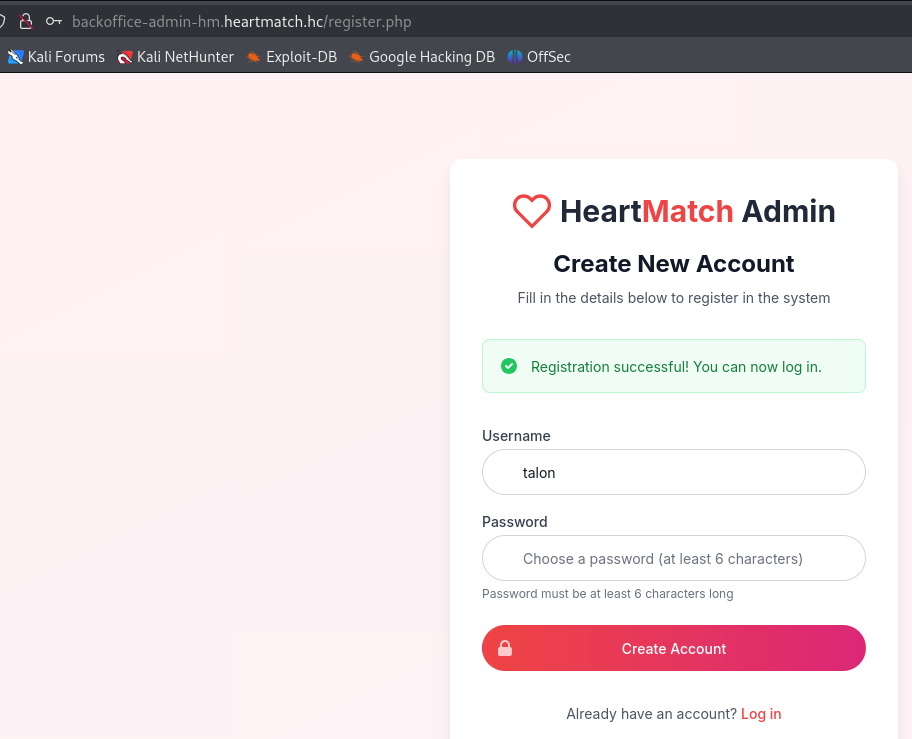 backoffice-admin-hm.heartmatch.hc/register.php
Kali Forums Kali NetHunter Exploit-DB Google Hacking DB OffSec
HeartMatch Admin
Create New Account
Fill in the details below to register in the system
Registration successful! You can now log in.
Username
talon
Password
Choose a password (at least 6 characters)
Password must be at least 6 characters long
Create Account
Already have an account? Log in